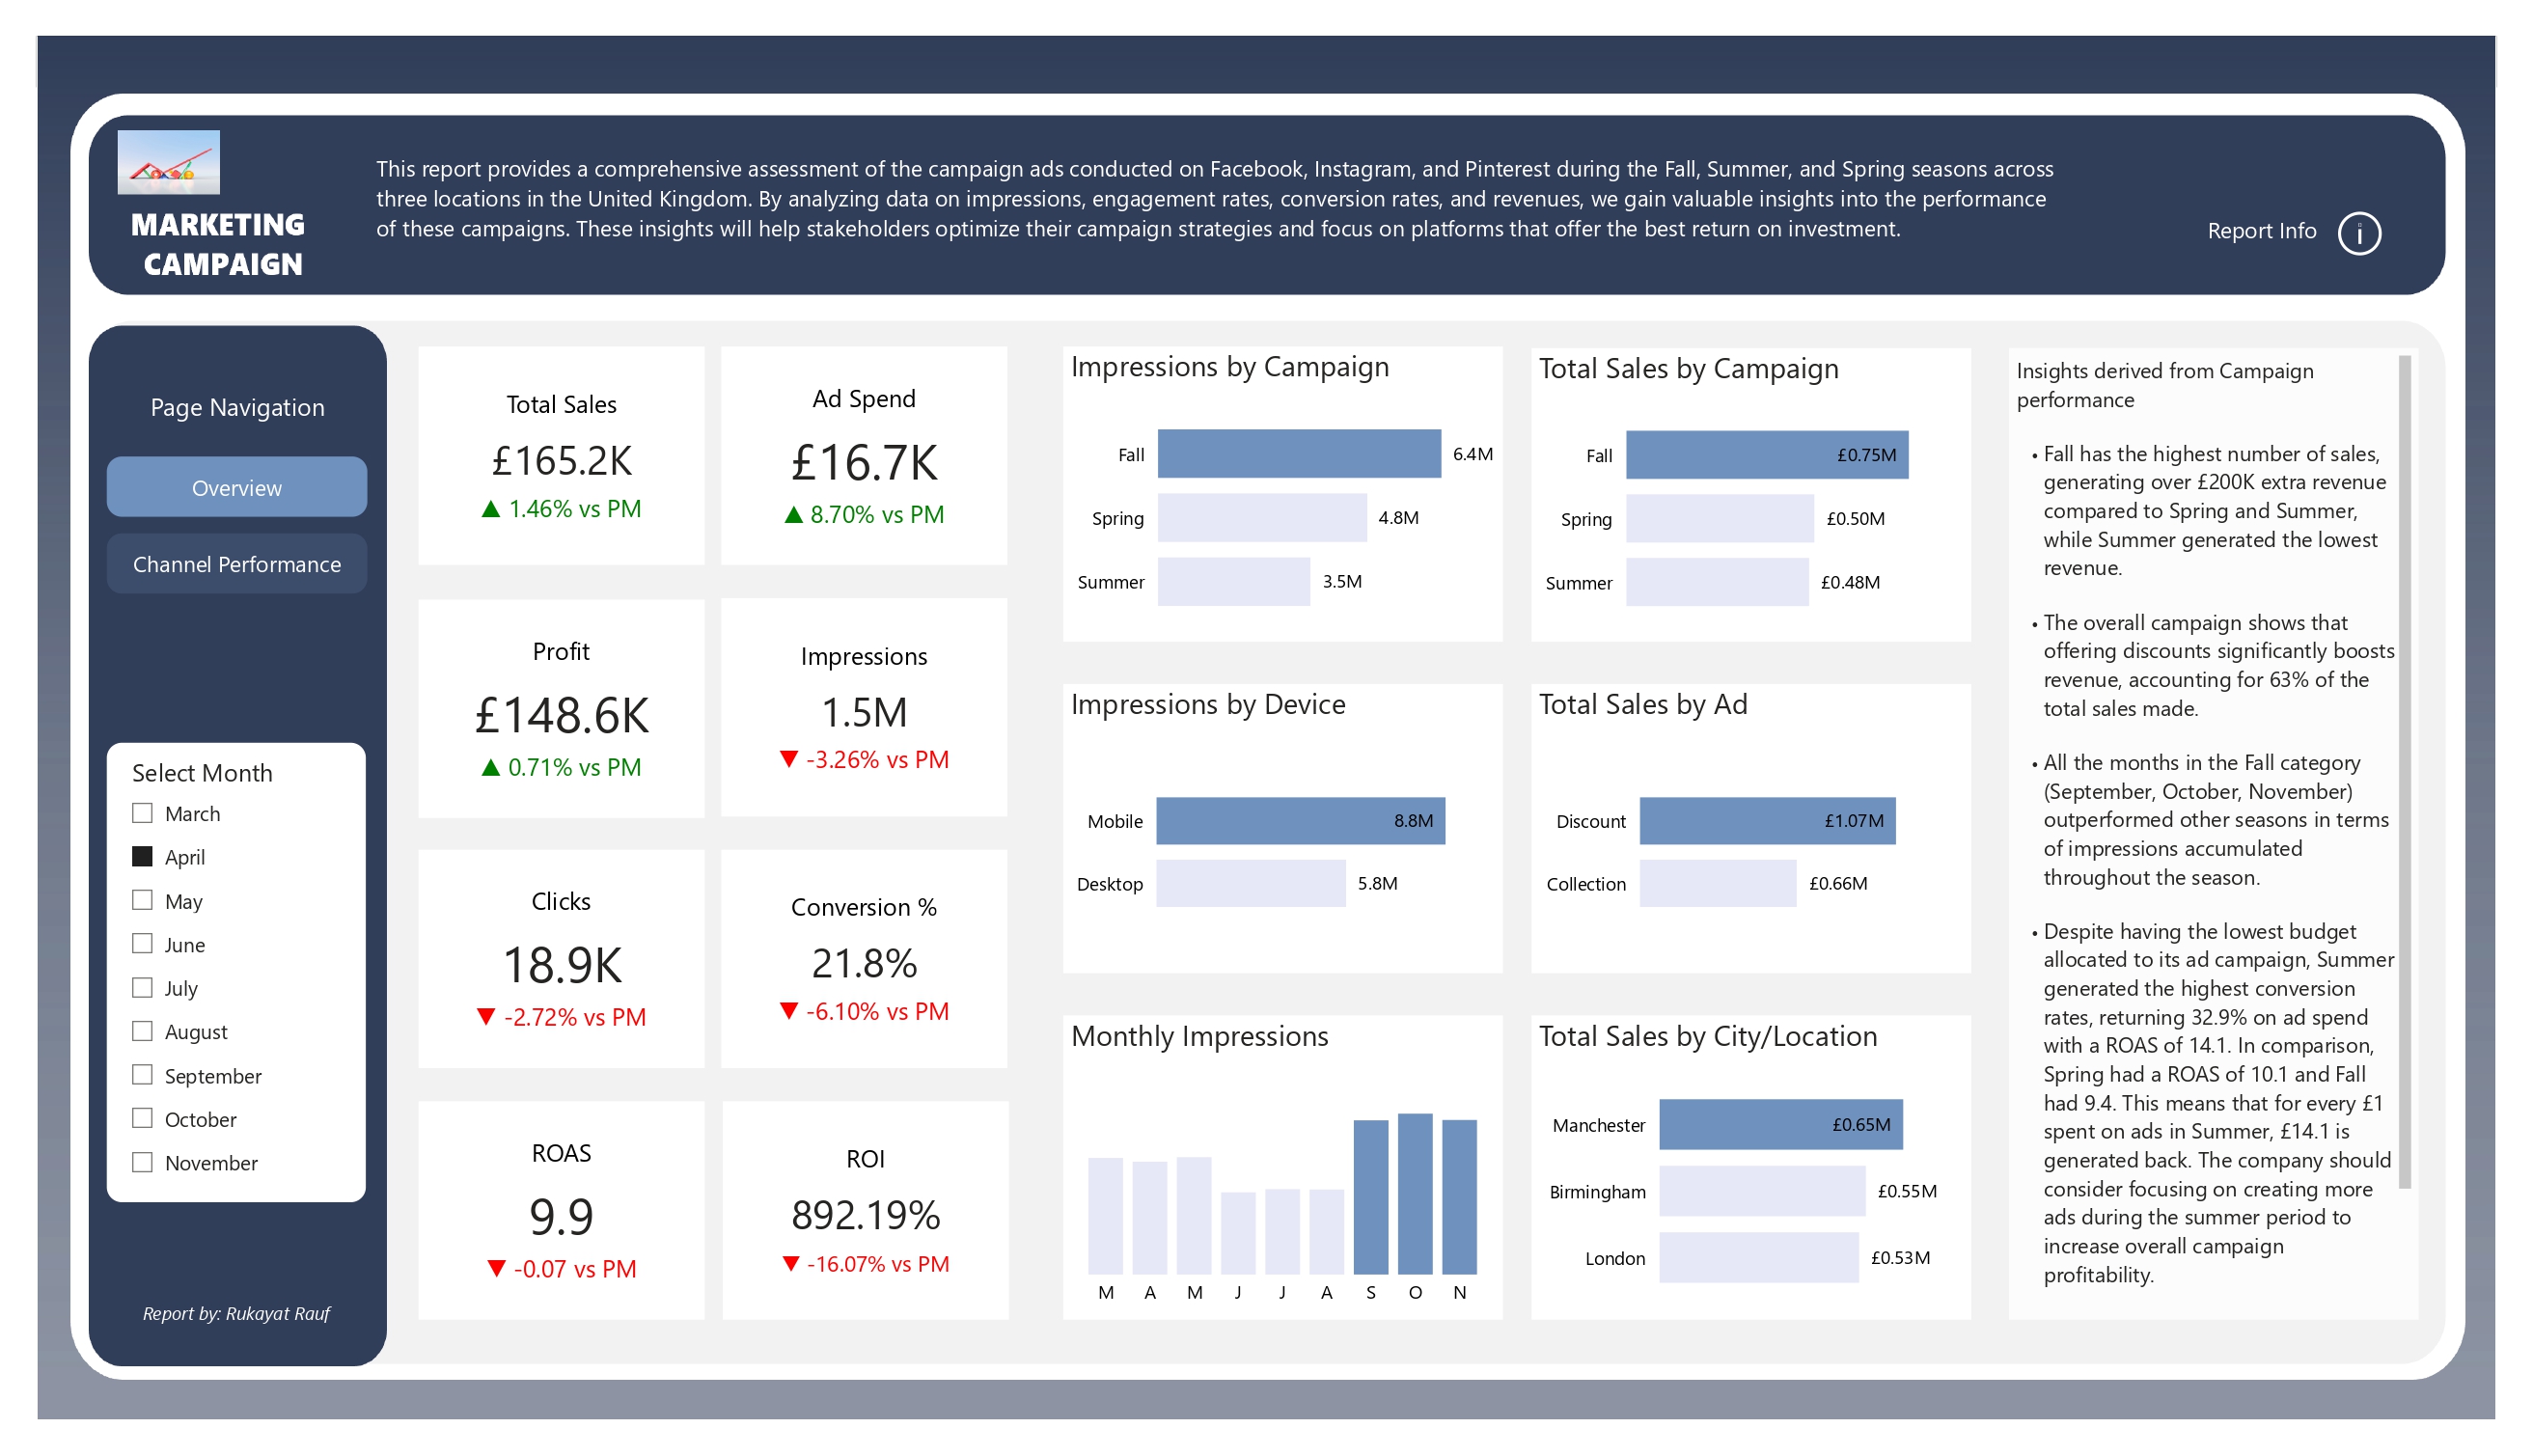 MARKETING
CAMPAIGN
This report provides a comprehensive assessment of the campaign ads conducted on Facebook, Instagram, and Pinterest during the Fall, Summer, and Spring seasons across
three locations in the United Kingdom. By analyzing data on impressions, engagement rates, conversion rates, and revenues, we gain valuable insights into the performance
of these campaigns. These insights will help stakeholders optimize their campaign strategies and focus on platforms that offer the best return on investment.
Report Info
i
Page Navigation
Overview
Channel Performance
Select Month
March
April
May
June
July
August
September
October
November
Report by: Rukayat Rauf
Total Sales
£165.2K
▲ 1.46% vs PM
Ad Spend
£16.7K
▲ 8.70% vs PM
Profit
£148.6K
▲ 0.71% vs PM
Impressions
1.5M
▼ -3.26% vs PM
Clicks
18.9K
▼ -2.72% vs PM
Conversion %
21.8%
▼ -6.10% vs PM
ROAS
9.9
▼ -0.07 vs PM
ROI
892.19%
▼ -16.07% vs PM
Impressions by Campaign
Fall 6.4M
Spring 4.8M
Summer 3.5M
Total Sales by Campaign
Fall £0.75M
Spring £0.50M
Summer £0.48M
Impressions by Device
Mobile 8.8M
Desktop 5.8M
Total Sales by Ad
Discount £1.07M
Collection £0.66M
Monthly Impressions
M A M J J A S O N
Total Sales by City/Location
Manchester £0.65M
Birmingham £0.55M
London £0.53M
Insights derived from Campaign
performance
• Fall has the highest number of sales,
generating over £200K extra revenue
compared to Spring and Summer,
while Summer generated the lowest
revenue.
• The overall campaign shows that
offering discounts significantly boosts
revenue, accounting for 63% of the
total sales made.
• All the months in the Fall category
(September, October, November)
outperformed other seasons in terms
of impressions accumulated
throughout the season.
• Despite having the lowest budget
allocated to its ad campaign, Summer
generated the highest conversion
rates, returning 32.9% on ad spend
with a ROAS of 14.1. In comparison,
Spring had a ROAS of 10.1 and Fall
had 9.4. This means that for every £1
spent on ads in Summer, £14.1 is
generated back. The company should
consider focusing on creating more
ads during the summer period to
increase overall campaign
profitability.